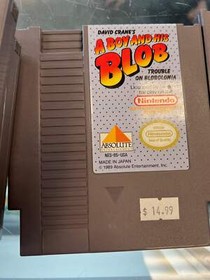 DAVID CRANE'S
A BOY AND HIS
BLOB
TROUBLE
ON BLOBOLONIA
Nintendo
ABSOLUTE
NES-B5-USA
MADE IN JAPAN
© 1989 Absolute Entertainment, Inc.
$ 14.99